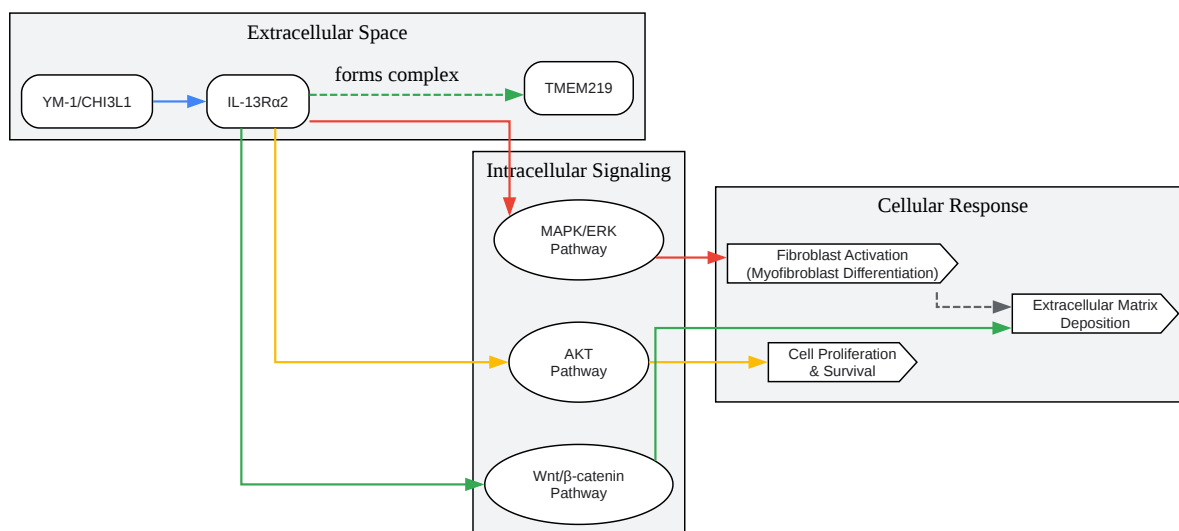 Extracellular Space
YM-1/CHI3L1
IL-13Rα2
forms complex
TMEM219
Intracellular Signaling
MAPK/ERK
Pathway
AKT
Pathway
Wnt/β-catenin
Pathway
Cellular Response
Fibroblast Activation
(Myofibroblast Differentiation)
Extracellular Matrix
Deposition
Cell Proliferation
& Survival